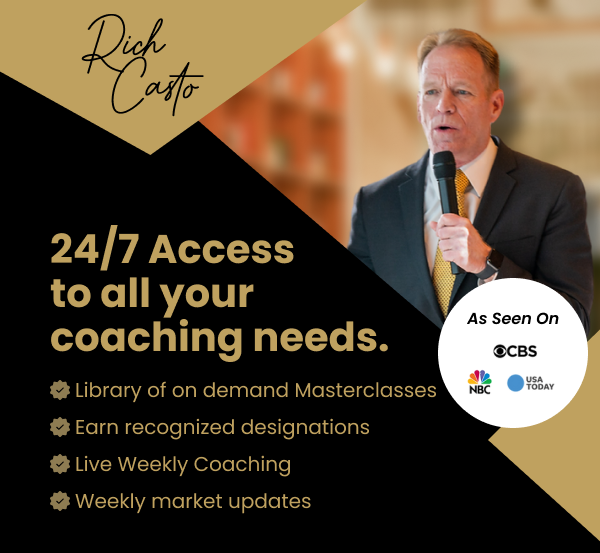 Rich
Casto
24/7 Access
to all your
coaching needs.
Library of on demand Masterclasses
Earn recognized designations
Live Weekly Coaching
Weekly market updates
As Seen On
CBS
NBC
USA
TODAY